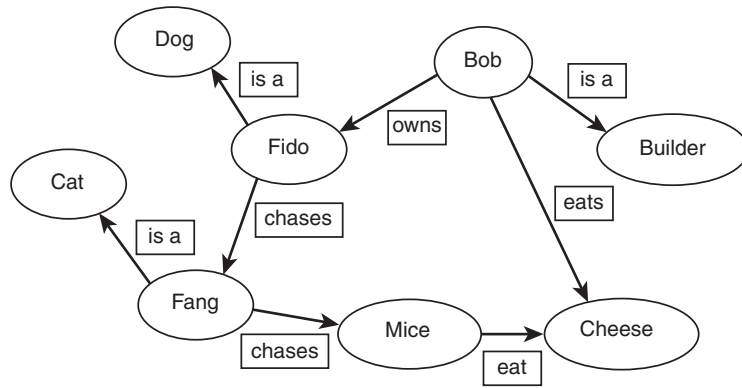 Dog
Bob
is a
is a
owns
Fido
Builder
Cat
eats
chases
is a
Fang
Mice
Cheese
chases
eat